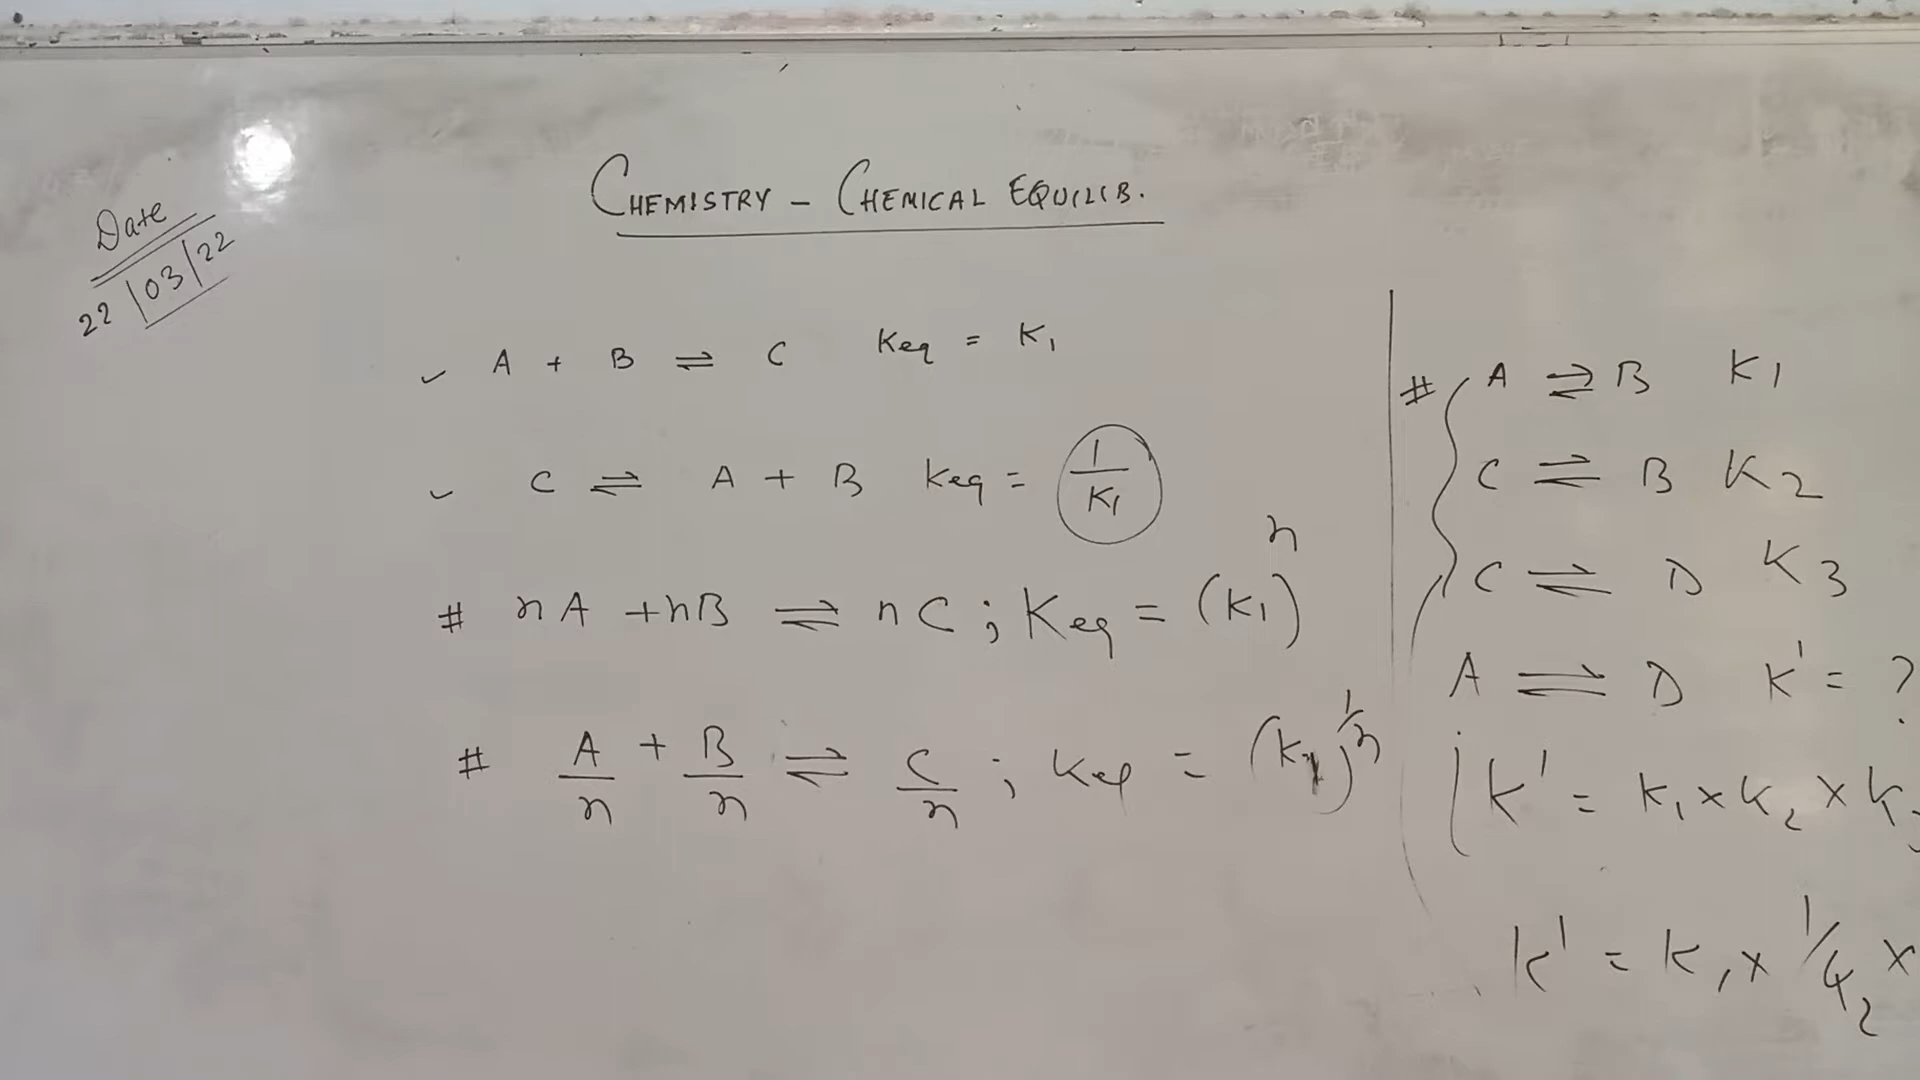 Date
22/03/22
CHEMISTRY - CHEMICAL EQUILIB.
✓ A + B ⇌ C Keq = K₁
✓ C ⇌ A + B Keq = 1/K₁
# nA + nB ⇌ nC ; Keq = (K₁)ⁿ
# A/n + B/n ⇌ C/n ; Keq = (K₁)^1/n
# A ⇌ B K1
C ⇌ B K2
C ⇌ D K3
A ⇌ D K' = ?
K' = K₁ × K₂ × K
K' = K₁ × 1/ ₂ ×